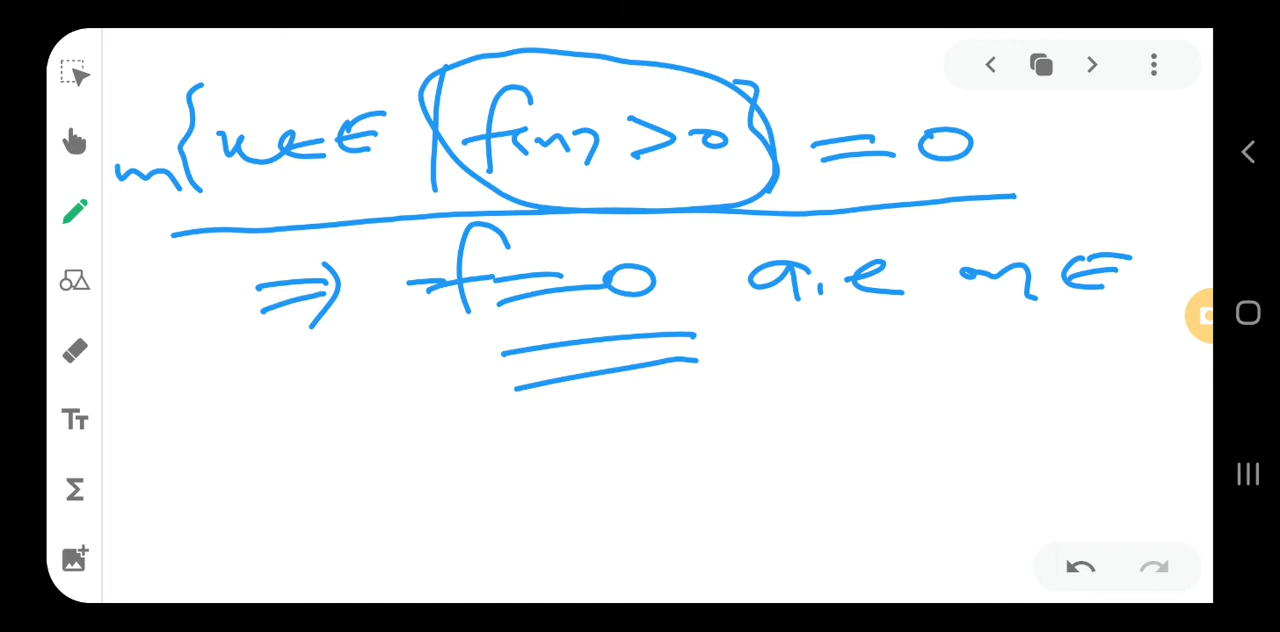 m{x∈E | f(x) > 0} = 0
⇒ f = 0 a.e on E